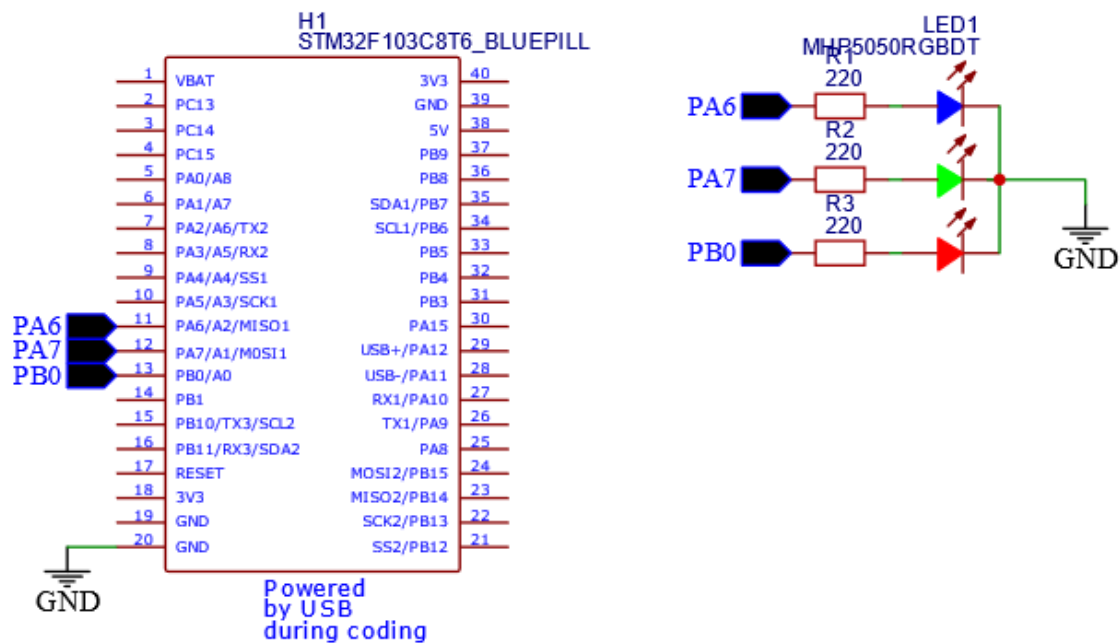 H1
STM32F103C8T6_BLUEPILL
1 VBAT
2 PC13
3 PC14
4 PC15
5 PA0/A8
6 PA1/A7
7 PA2/A6/TX2
8 PA3/A5/RX2
9 PA4/A4/SS1
10 PA5/A3/SCK1
PA6 11 PA6/A2/MISO1
PA7 12 PA7/A1/MOSI1
PB0 13 PB0/A0
14 PB1
15 PB10/TX3/SCL2
16 PB11/RX3/SDA2
17 RESET
18 3V3
19 GND
20 GND
GND
3V3 40
GND 39
5V 38
PB9 37
PB8 36
SDA1/PB7 35
SCL1/PB6 34
PB5 33
PB4 32
PB3 31
PA15 30
USB+/PA12 29
USB-/PA11 28
RX1/PA10 27
TX1/PA9 26
PA8 25
MOSI2/PB15 24
MISO2/PB14 23
SCK2/PB13 22
SS2/PB12 21
Powered
by USB
during coding
LED1
MHP5050RGBDT
R1
220
PA6
R2
220
PA7
R3
220
PB0
GND